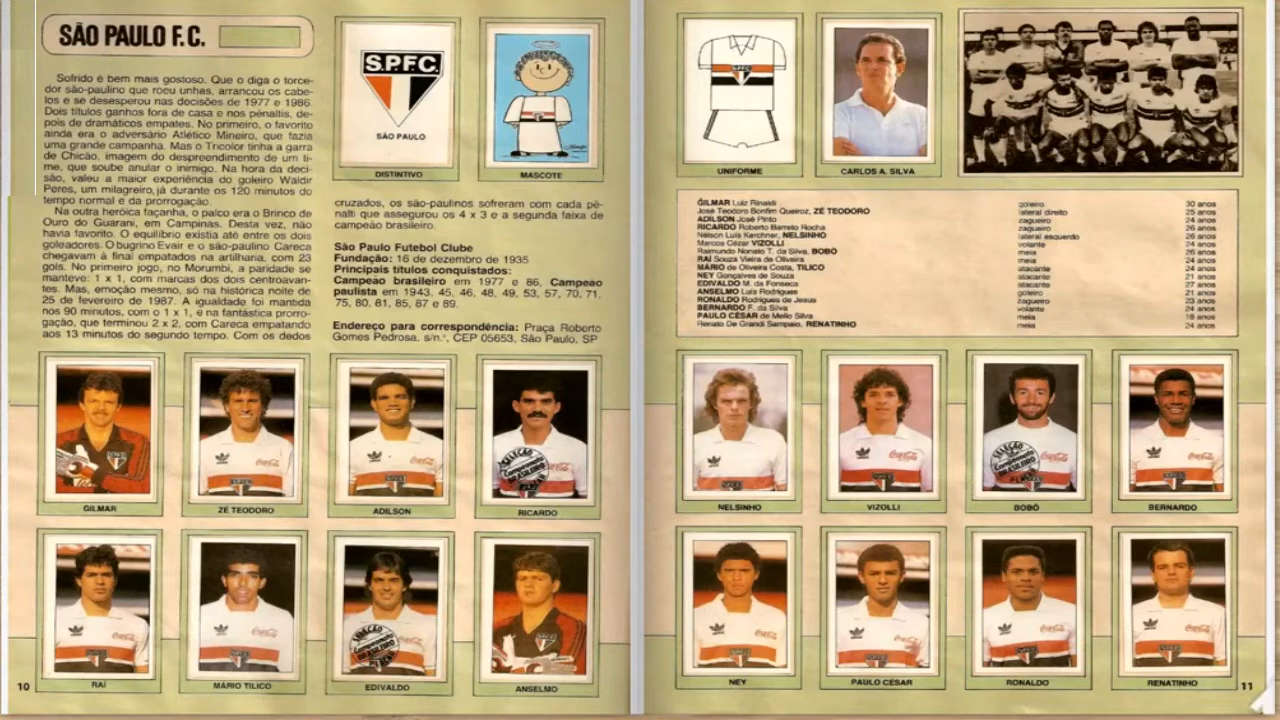 SÃO PAULO F.C.
Sofrido é bem mais gostoso. Que o diga o torce-
dor são-paulino que roeu unhas, arrancou os cabe-
los e se desesperou nas decisões de 1977 e 1986.
Dois títulos ganhos fora de casa e nos pênaltis, de-
pois de dramáticos empates. No primeiro, o favorito
ainda era o adversário Atlético Mineiro, que fazia
uma grande campanha. Mas o Tricolor tinha a garra
de Chicão, imagem do despreendimento de um ti-
me, que soube anular o inimigo. Na hora da deci-
são, valeu a maior experiência do goleiro Waldir
Peres, um milagreiro, já durante os 120 minutos do
tempo normal e da prorrogação.
Na outra heróica façanha, o palco era o Brinco de
Ouro do Guarani, em Campinas. Desta vez, não
havia favorito. O equilíbrio existia até entre os dois
goleadores. O bugrino Evair e o são-paulino Careca
chegavam à final empatados na artilharia, com 23
gols. No primeiro jogo, no Morumbi, a paridade se
manteve: 1 x 1, com marcas dos dois centroavan-
tes. Mas, emoção mesmo, só na histórica noite de
25 de fevereiro de 1987. A igualdade foi mantida
nos 90 minutos, com o 1 x 1, e na fantástica prorro-
gação, que terminou 2 x 2, com Careca empatando
aos 13 minutos do segundo tempo. Com os dedos
S.P.F.C.
SÃO PAULO
DISTINTIVO
MASCOTE
cruzados, os são-paulinos sofreram com cada pê-
nalti que assegurou os 4 x 3 e a segunda faixa de
campeão brasileiro.
São Paulo Futebol Clube
Fundação: 16 de dezembro de 1935
Principais títulos conquistados:
Campeão brasileiro em 1977 e 86, Campeão
paulista em 1943, 45, 46, 48, 49, 53, 57, 70, 71,
75, 80, 81, 85, 87 e 89.
Endereço para correspondência: Praça Roberto
Gomes Pedrosa, s/n.º, CEP 05653, São Paulo, SP
GILMAR
ZÉ TEODORO
ADILSON
RICARDO
RAÍ
MÁRIO TILICO
EDIVALDO
ANSELMO
10
SPFC
UNIFORME
CARLOS A. SILVA
GILMAR Luiz Rinaldi goleiro 30 anos
José Teodoro Bonfim Queiroz, ZÉ TEODORO lateral direito 25 anos
ADILSON José Pinto zagueiro 24 anos
RICARDO Roberto Barreto Rocha zagueiro 26 anos
Nélson Luís Kerchner, NELSINHO lateral esquerdo 26 anos
Marcos Cézar VIZOLLI volante 24 anos
Raimundo Nonato T. da Silva, BOBÔ meia 26 anos
RAÍ Souza Vieira de Oliveira meia 24 anos
MÁRIO de Oliveira Costa, TILICO atacante 24 anos
NEY Gonçalves de Souza atacante 21 anos
EDIVALDO M. da Fonseca atacante 27 anos
ANSELMO Luís Rodrigues goleiro 21 anos
RONALDO Rodrigues de Jesus zagueiro 23 anos
BERNARDO F. da Silva volante 24 anos
PAULO CÉSAR de Mello Silva meia 18 anos
Renato De Grandi Sampaio, RENATINHO meia 24 anos
NELSINHO
VIZOLLI
BOBÔ
BERNARDO
NEY
PAULO CÉSAR
RONALDO
RENATINHO
11